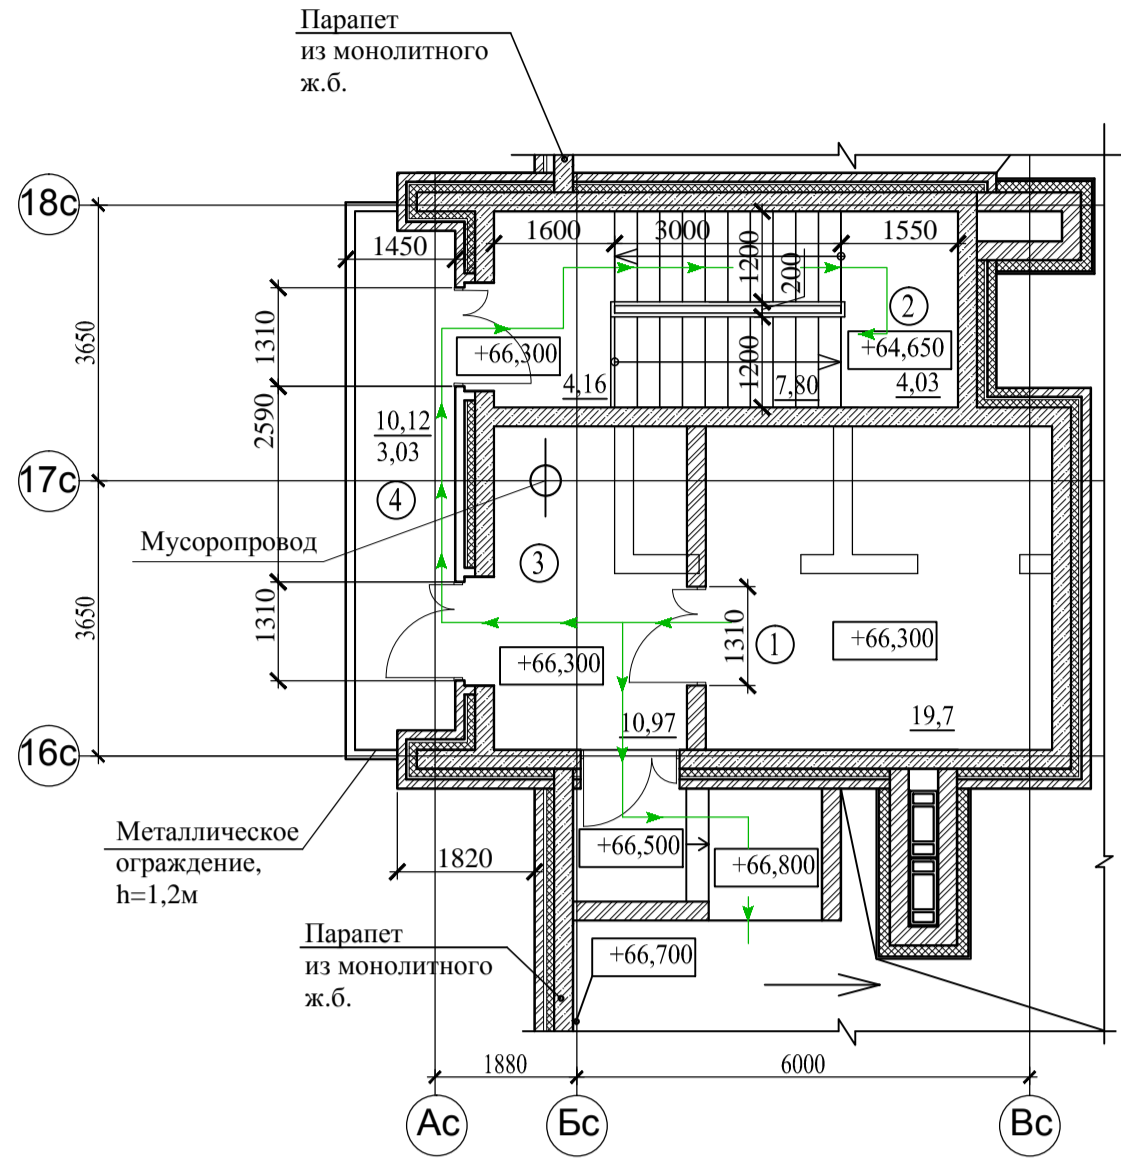 Парапет
из монолитного
ж.б.
18с
1450
1600
3000
1550
1200
200
2
3650
1310
+66,300
+64,650
1200
4,16
7,80
4,03
2590
10,12
3,03
17с
4
Мусоропровод
3
3650
1310
1310
1
+66,300
+66,300
10,97
19,7
16с
Металлическое
ограждение,
h=1,2м
1820
+66,500
+66,800
Парапет
из монолитного
ж.б.
+66,700
1880
6000
Ас
Бс
Вс